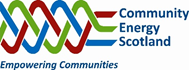 Community
Energy
Scotland
Empowering Communities